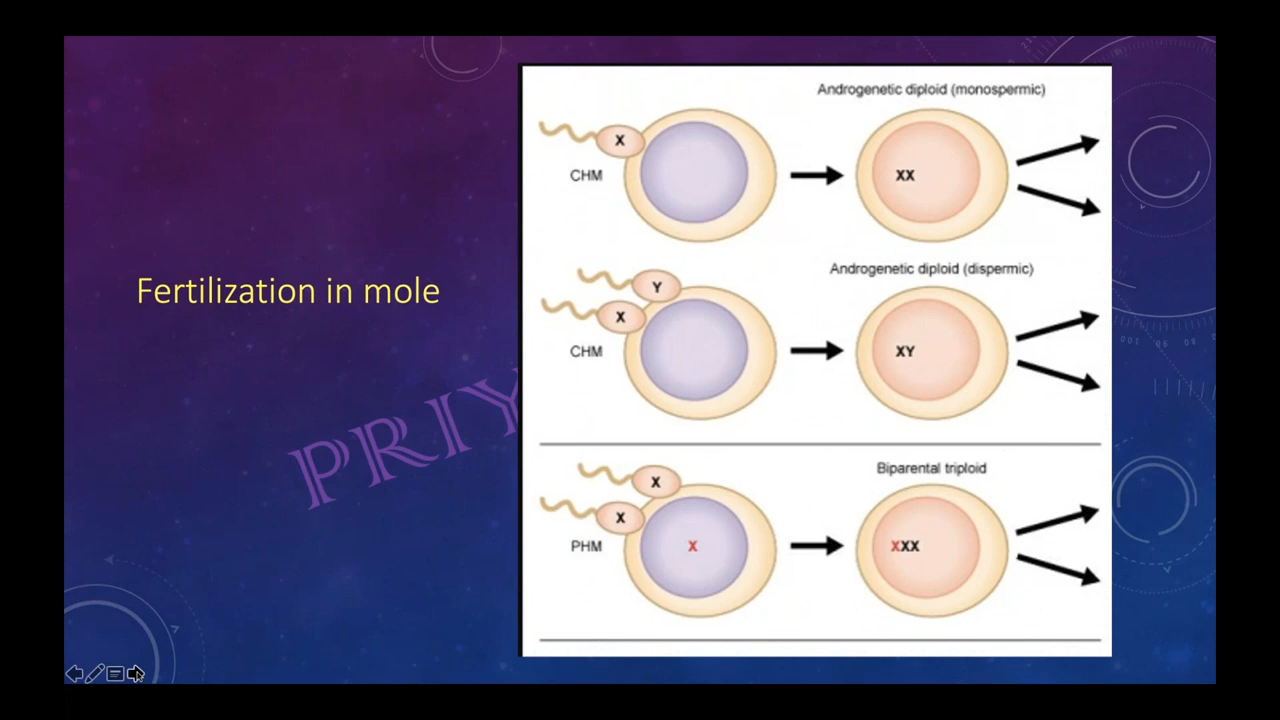 Fertilization in mole
PRIY
Androgenetic diploid (monospermic)
X
CHM
XX
Androgenetic diploid (dispermic)
Y
X
CHM
XY
Biparental triploid
X
X
PHM
X
XXX